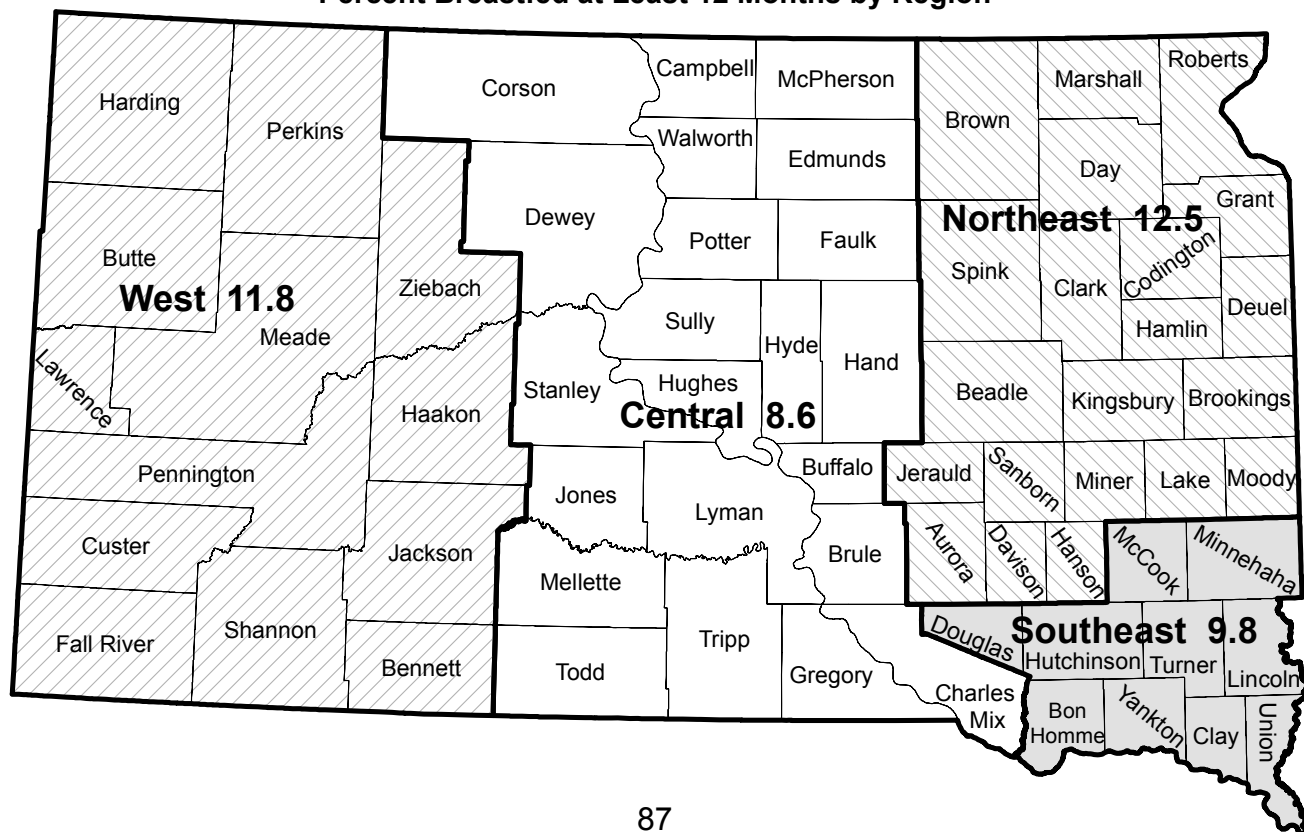 Percent Breastfed at Least 12 Months by Region
Harding
Perkins
Corson
Campbell
McPherson
Brown
Marshall
Roberts
Walworth
Edmunds
Day
Grant
Dewey
Potter
Faulk
Northeast 12.5
Butte
West 11.8
Ziebach
Spink
Clark
Codington
Deuel
Meade
Sully
Hyde
Hand
Hamlin
Lawrence
Stanley
Hughes
Central 8.6
Haakon
Beadle
Kingsbury
Brookings
Pennington
Jones
Lyman
Buffalo
Jerauld
Sanborn
Miner
Lake
Moody
Custer
Jackson
Mellette
Brule
Aurora
Davison
Hanson
McCook
Minnehaha
Fall River
Shannon
Bennett
Todd
Tripp
Gregory
Charles
Mix
Douglas
Southeast 9.8
Hutchinson
Turner
Lincoln
Bon
Homme
Yankton
Clay
Union
87